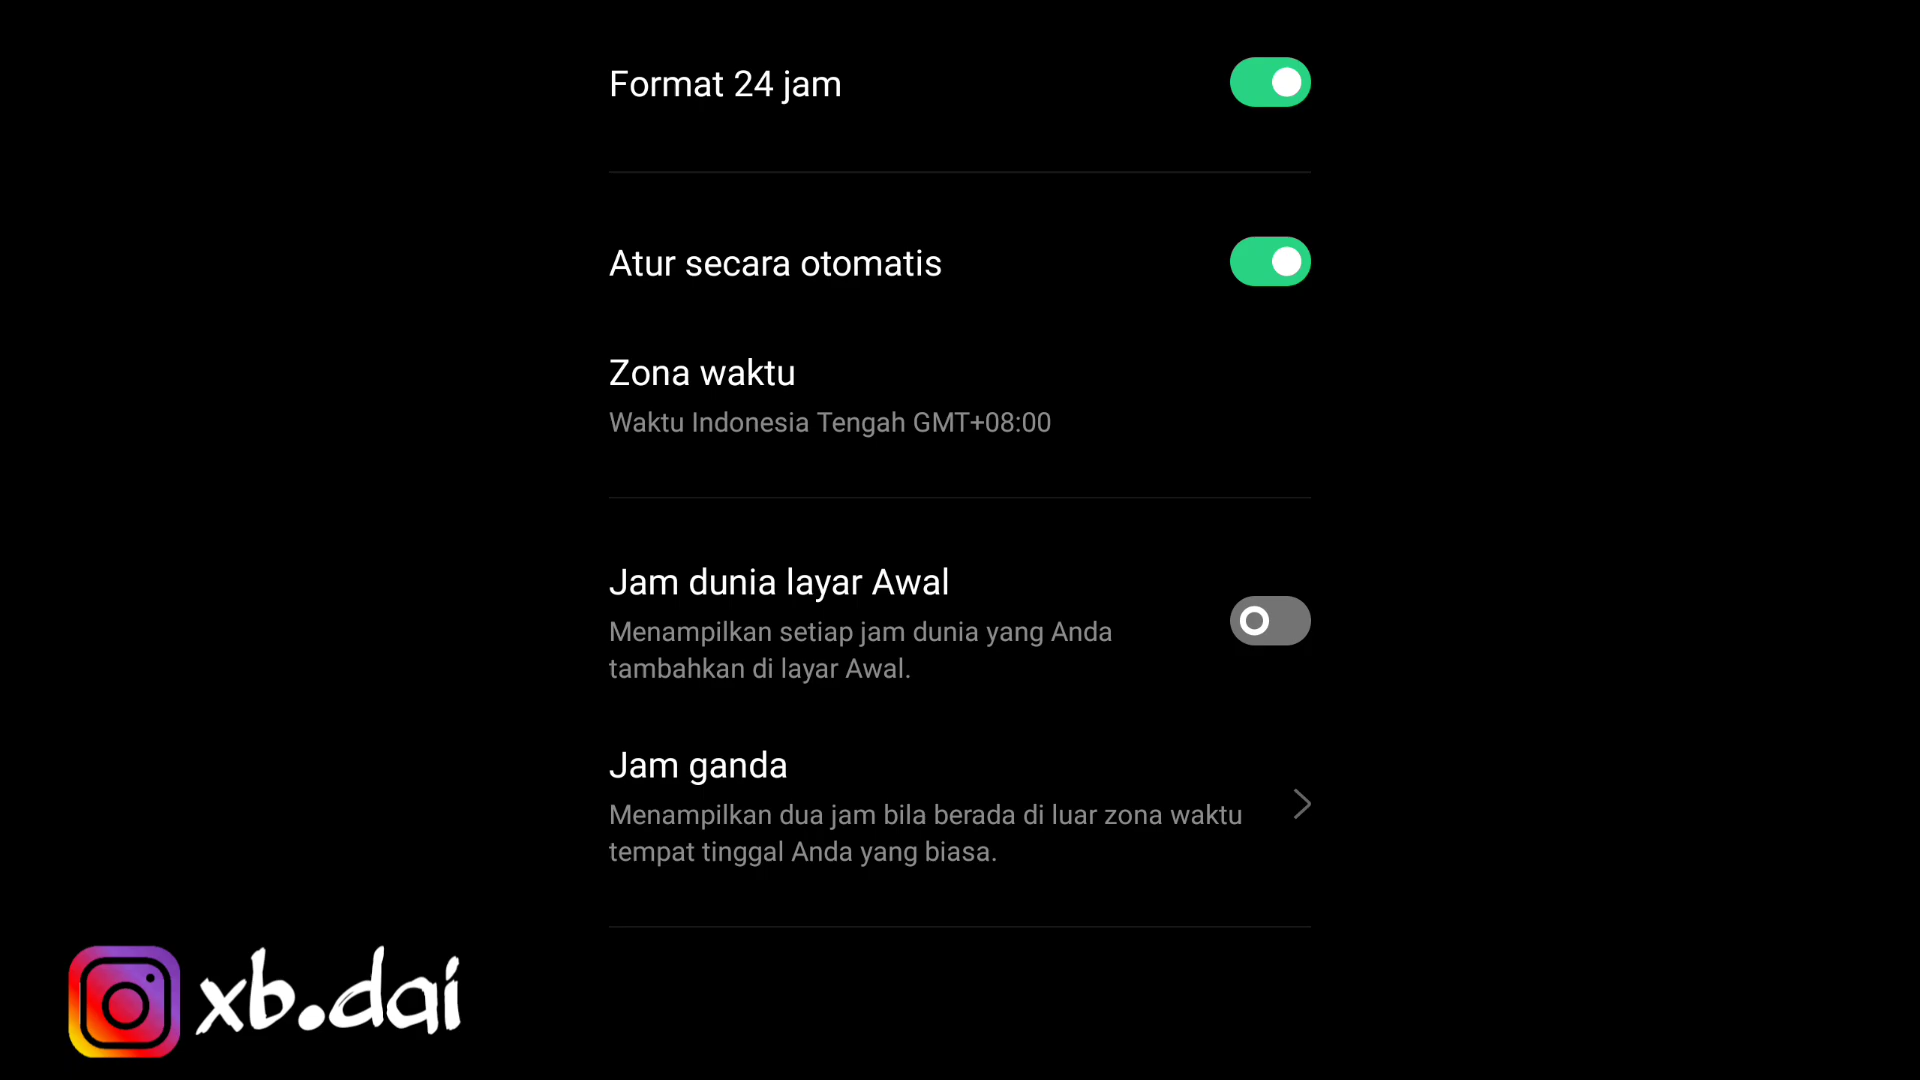 Format 24 jam
Atur secara otomatis
Zona waktu
Waktu Indonesia Tengah GMT+08:00
Jam dunia layar Awal
Menampilkan setiap jam dunia yang Anda
tambahkan di layar Awal.
Jam ganda
Menampilkan dua jam bila berada di luar zona waktu
tempat tinggal Anda yang biasa.
xb.dai